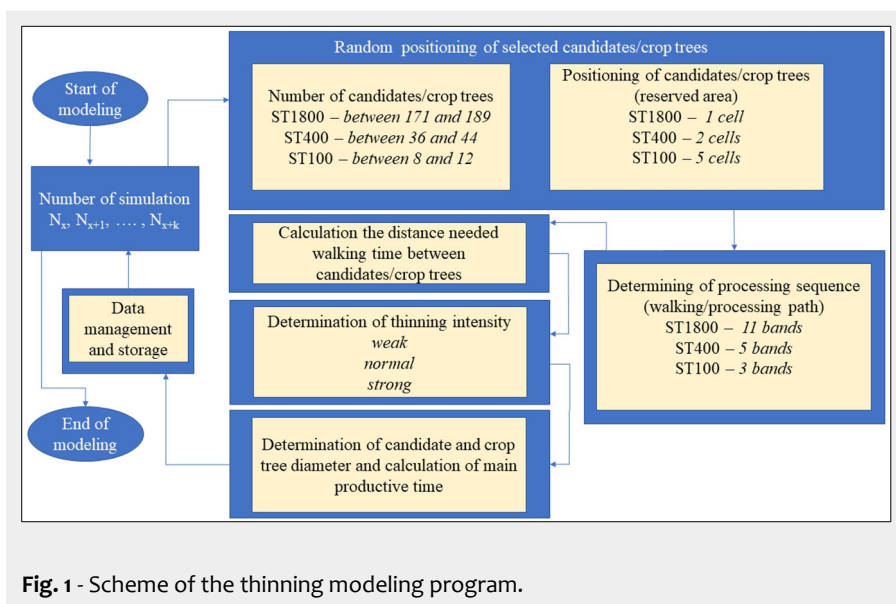 Start of
modeling
Number of simulation
Nx, Nx+1, …. , Nx+k
Data
management
and storage
End of
modeling
Random positioning of selected candidates/crop trees
Number of candidates/crop trees
ST1800 – between 171 and 189
ST400 – between 36 and 44
ST100 – between 8 and 12
Positioning of candidates/crop trees
(reserved area)
ST1800 – 1 cell
ST400 – 2 cells
ST100 – 5 cells
Determining of processing sequence
(walking/processing path)
ST1800 – 11 bands
ST400 – 5 bands
ST100 – 3 bands
Calculation the distance needed
walking time between
candidates/crop trees
Determination of thinning intensity
weak
normal
strong
Determination of candidate and crop
tree diameter and calculation of main
productive time
Fig. 1 - Scheme of the thinning modeling program.